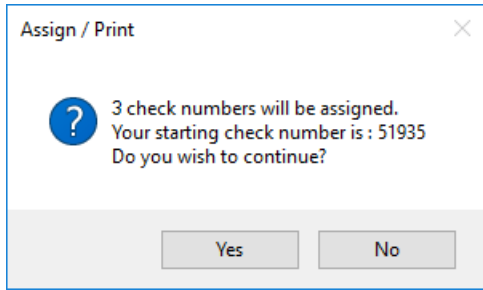 Assign / Print
3 check numbers will be assigned.
Your starting check number is : 51935
Do you wish to continue?
Yes
No